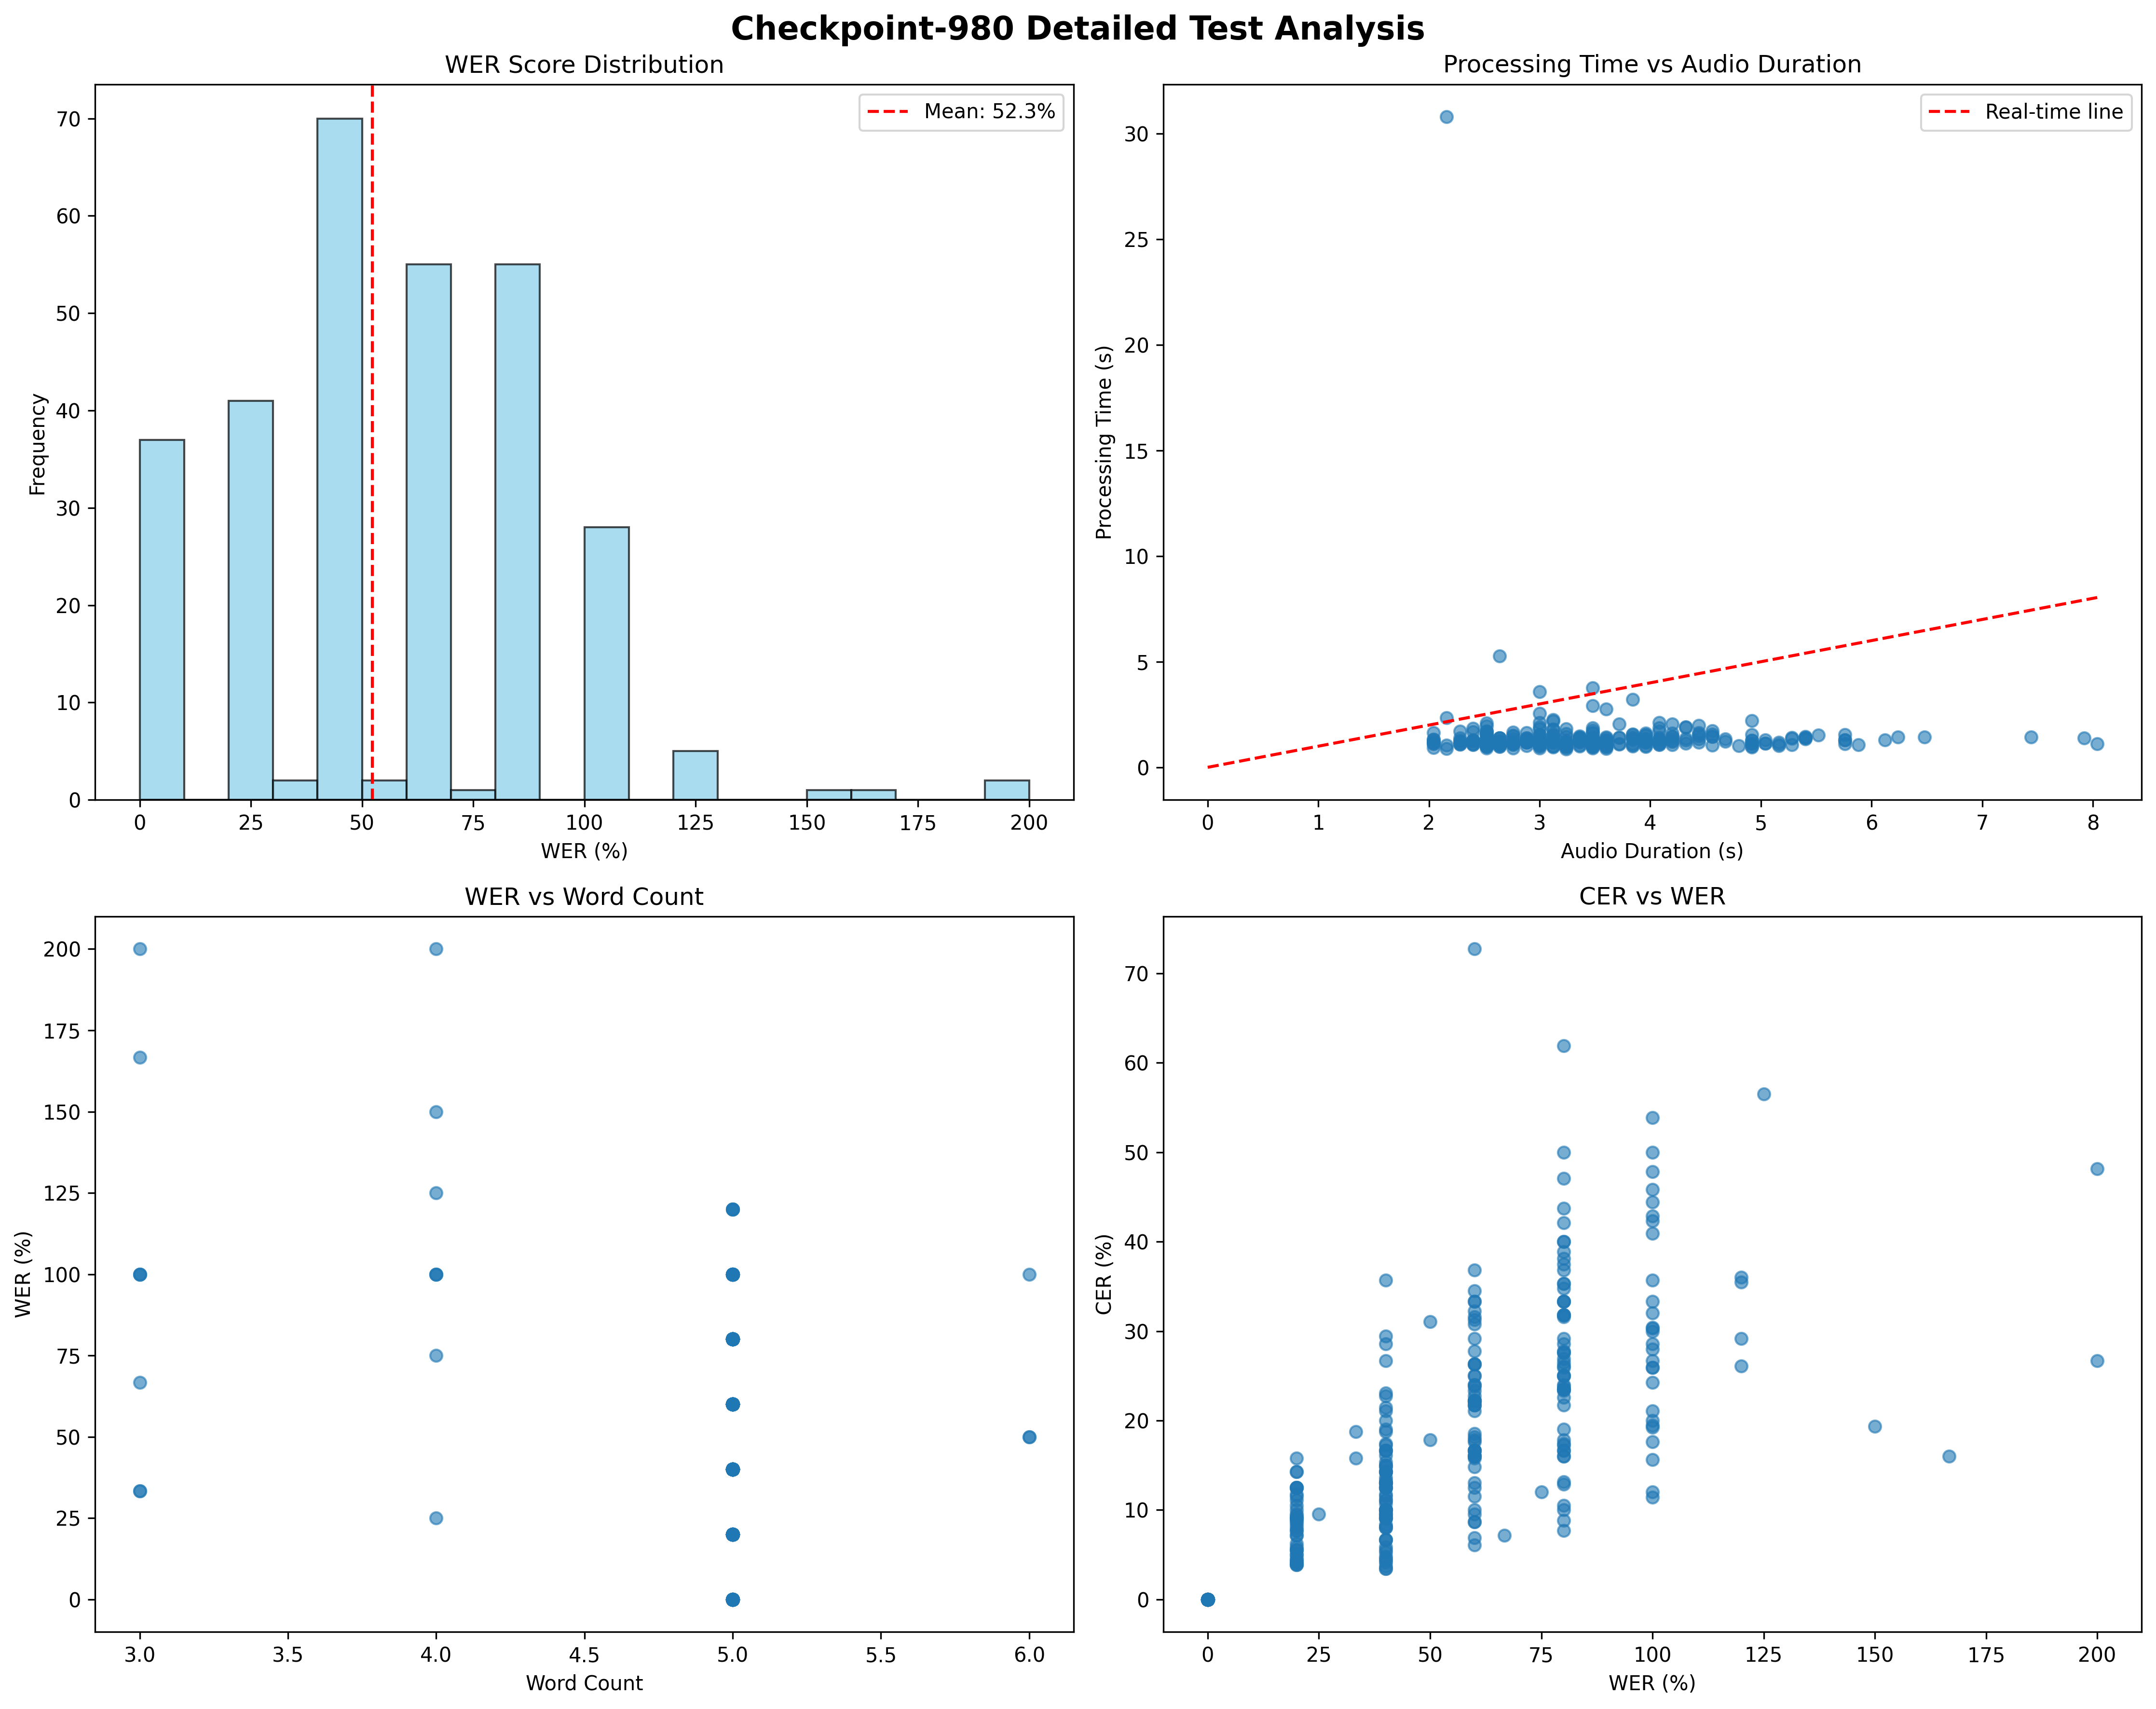 Checkpoint-980 Detailed Test Analysis
WER Score Distribution
Mean: 52.3%
Frequency
70
60
50
40
30
20
10
0
0 25 50 75 100 125 150 175 200
WER (%)
Processing Time vs Audio Duration
Real-time line
Processing Time (s)
30
25
20
15
10
5
0
0 1 2 3 4 5 6 7 8
Audio Duration (s)
WER vs Word Count
WER (%)
200
175
150
125
100
75
50
25
0
3.0 3.5 4.0 4.5 5.0 5.5 6.0
Word Count
CER vs WER
CER (%)
70
60
50
40
30
20
10
0
0 25 50 75 100 125 150 175 200
WER (%)